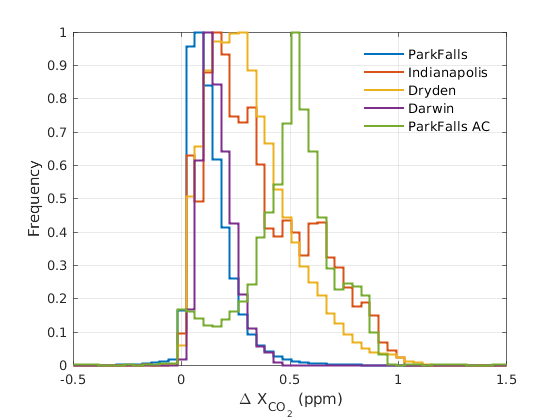 1
0.9
0.8
0.7
0.6
0.5
0.4
0.3
0.2
0.1
0
Frequency
ParkFalls
Indianapolis
Dryden
Darwin
ParkFalls AC
-0.5 0 0.5 1 1.5
Δ X_CO_2 (ppm)